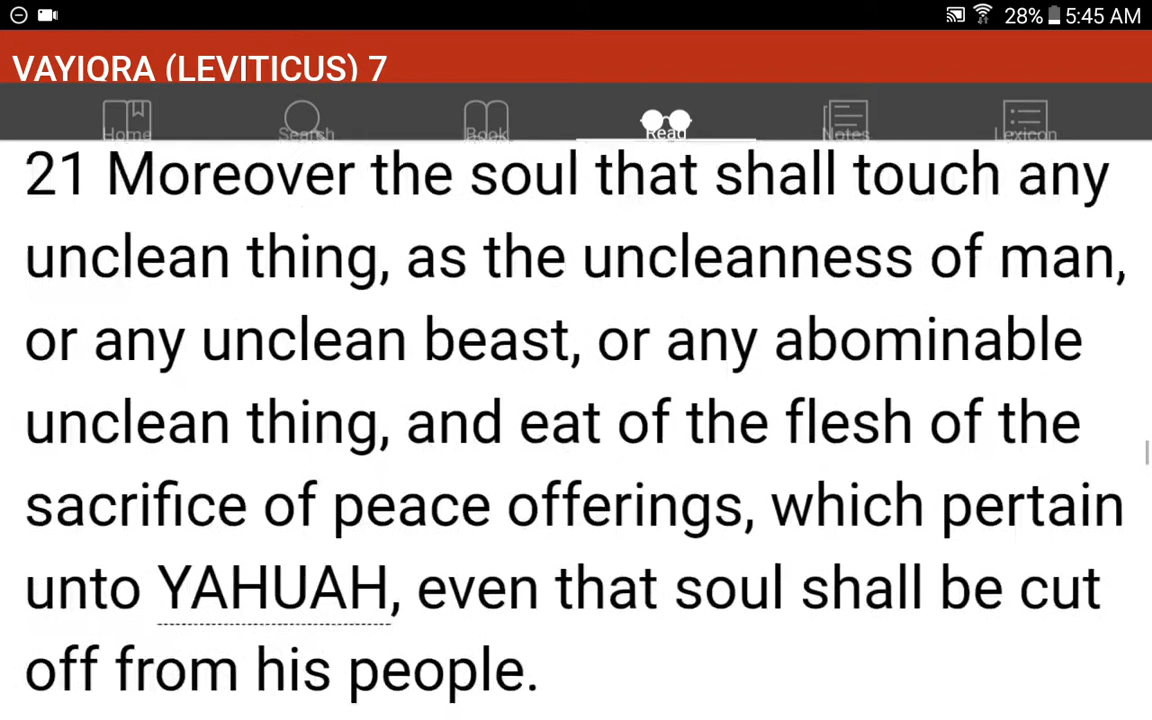 28% 5:45 AM
VAYIQRA (LEVITICUS) 7
Home Search Book Read Notes Lexicon
21 Moreover the soul that shall touch any
unclean thing, as the uncleanness of man,
or any unclean beast, or any abominable
unclean thing, and eat of the flesh of the
sacrifice of peace offerings, which pertain
unto YAHUAH, even that soul shall be cut
off from his people.